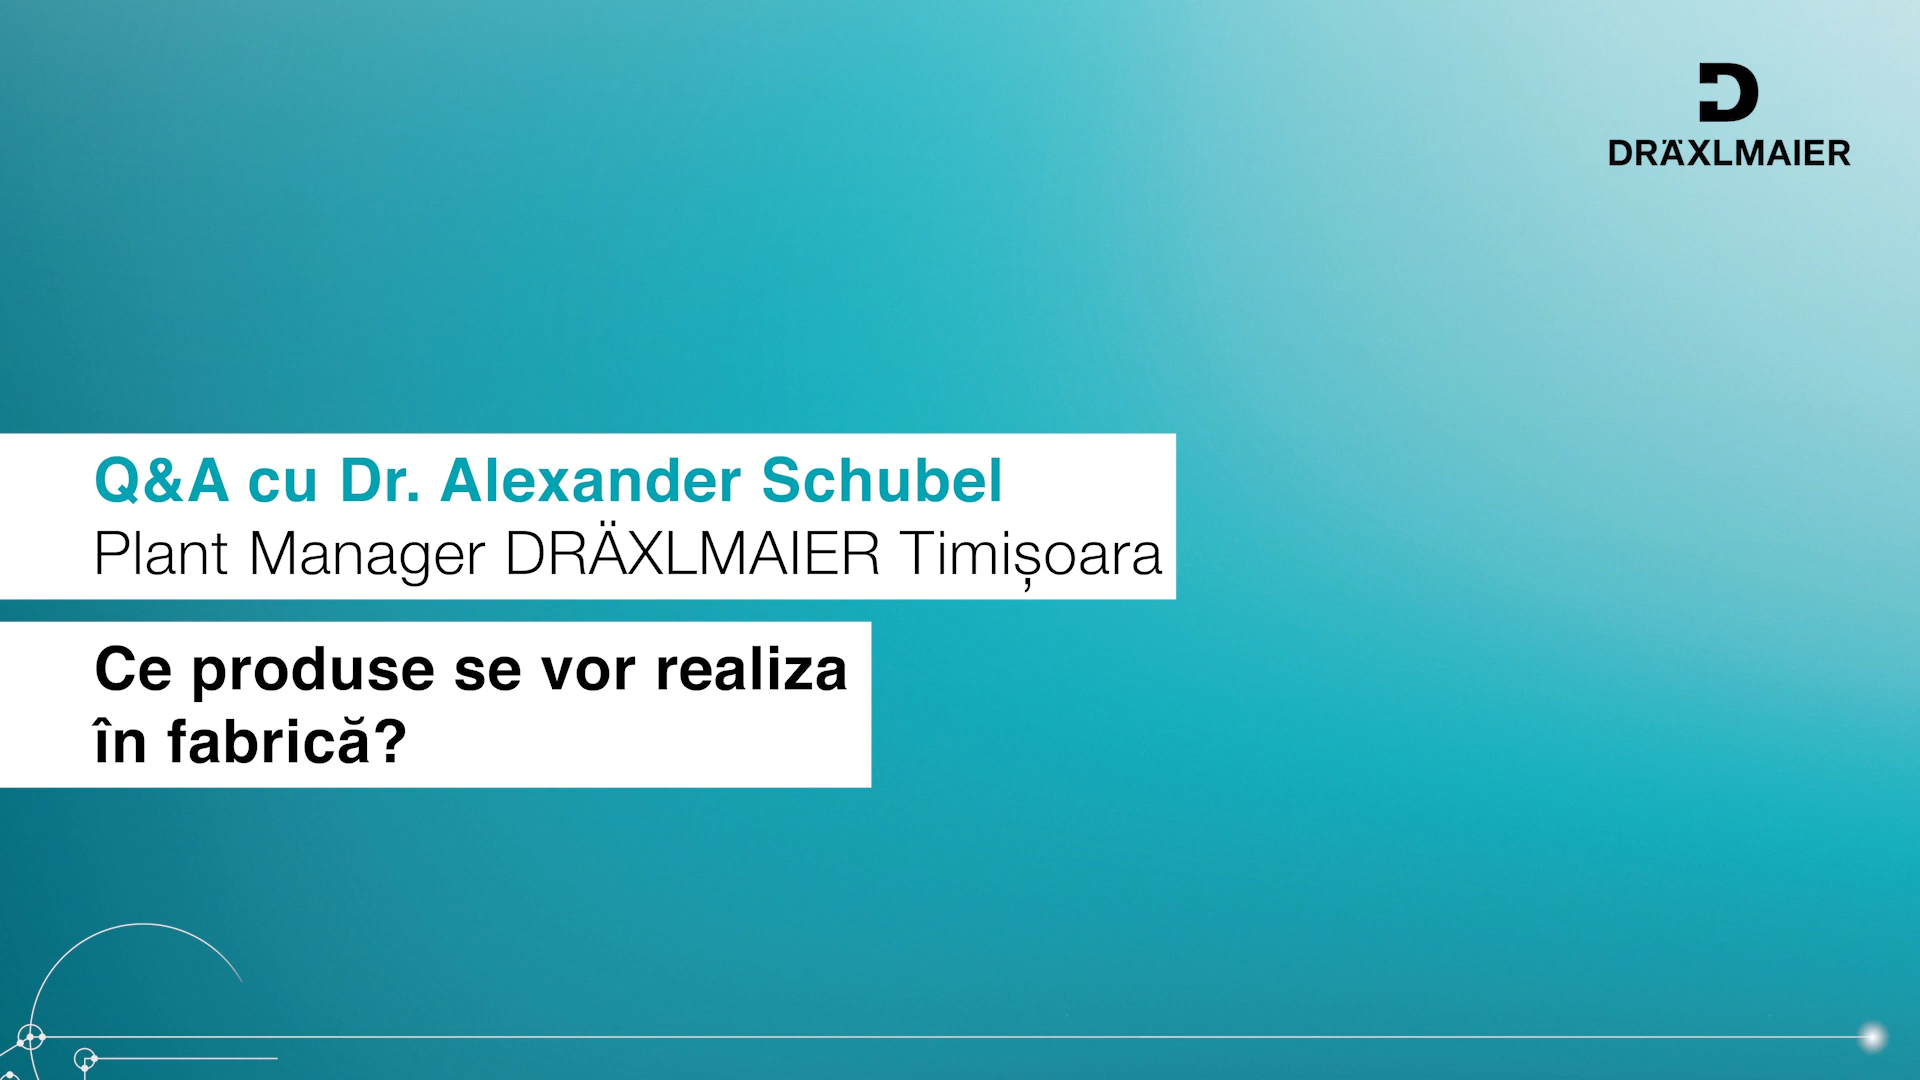 DRÄXLMAIER
Q&A cu Dr. Alexander Schubel
Plant Manager DRÄXLMAIER Timișoara
Ce produse se vor realiza
în fabrică?